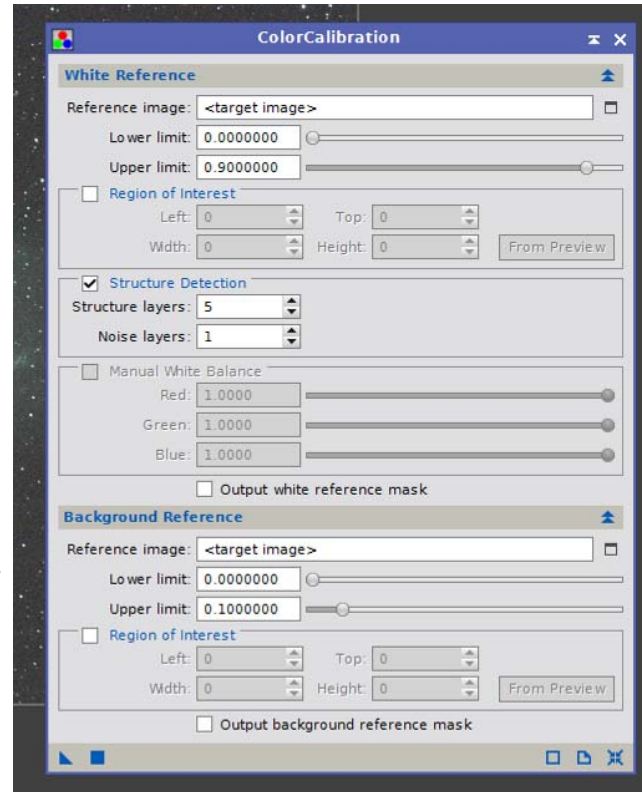 ColorCalibration
White Reference
Reference image: <target image>
Lower limit: 0.0000000
Upper limit: 0.9000000
Region of Interest
Left: 0 Top: 0
Width: 0 Height: 0 From Preview
Structure Detection
Structure layers: 5
Noise layers: 1
Manual White Balance
Red: 1.0000
Green: 1.0000
Blue: 1.0000
Output white reference mask
Background Reference
Reference image: <target image>
Lower limit: 0.0000000
Upper limit: 0.1000000
Region of Interest
Left: 0 Top: 0
Width: 0 Height: 0 From Preview
Output background reference mask